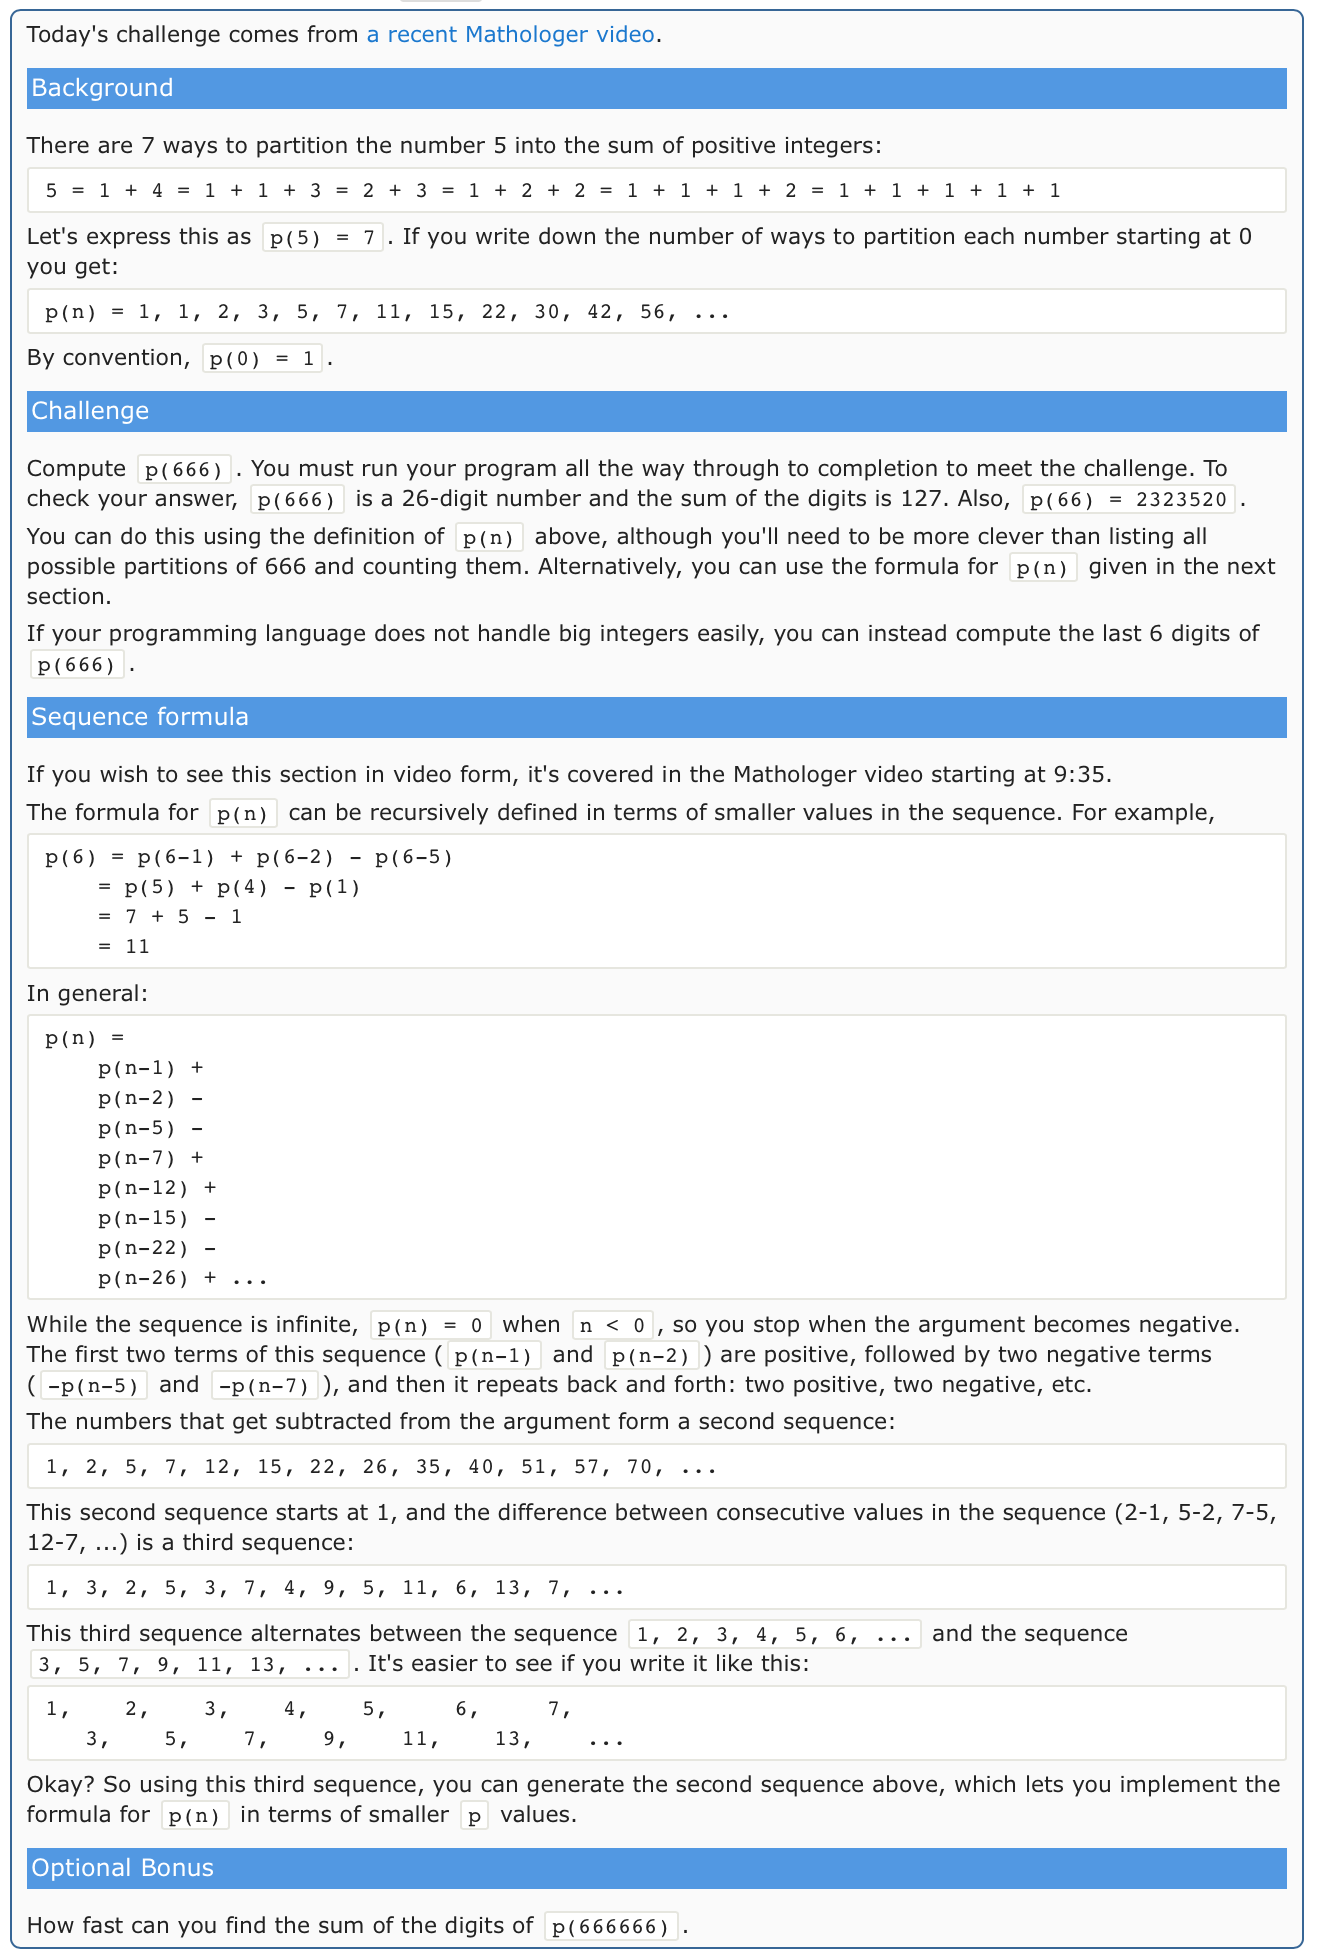 Today's challenge comes from a recent Mathologer video.
Background
There are 7 ways to partition the number 5 into the sum of positive integers:
5 = 1 + 4 = 1 + 1 + 3 = 2 + 3 = 1 + 2 + 2 = 1 + 1 + 1 + 2 = 1 + 1 + 1 + 1 + 1
Let's express this as p(5) = 7. If you write down the number of ways to partition each number starting at 0
you get:
p(n) = 1, 1, 2, 3, 5, 7, 11, 15, 22, 30, 42, 56, ...
By convention, p(0) = 1.
Challenge
Compute p(666). You must run your program all the way through to completion to meet the challenge. To
check your answer, p(666) is a 26-digit number and the sum of the digits is 127. Also, p(66) = 2323520.
You can do this using the definition of p(n) above, although you'll need to be more clever than listing all
possible partitions of 666 and counting them. Alternatively, you can use the formula for p(n) given in the next
section.
If your programming language does not handle big integers easily, you can instead compute the last 6 digits of
p(666).
Sequence formula
If you wish to see this section in video form, it's covered in the Mathologer video starting at 9:35.
The formula for p(n) can be recursively defined in terms of smaller values in the sequence. For example,
p(6) = p(6-1) + p(6-2) - p(6-5)
= p(5) + p(4) - p(1)
= 7 + 5 - 1
= 11
In general:
p(n) =
p(n-1) +
p(n-2) -
p(n-5) -
p(n-7) +
p(n-12) +
p(n-15) -
p(n-22) -
p(n-26) + ...
While the sequence is infinite, p(n) = 0 when n < 0, so you stop when the argument becomes negative.
The first two terms of this sequence (p(n-1) and p(n-2)) are positive, followed by two negative terms
(-p(n-5) and -p(n-7)), and then it repeats back and forth: two positive, two negative, etc.
The numbers that get subtracted from the argument form a second sequence:
1, 2, 5, 7, 12, 15, 22, 26, 35, 40, 51, 57, 70, ...
This second sequence starts at 1, and the difference between consecutive values in the sequence (2-1, 5-2, 7-5,
12-7, ...) is a third sequence:
1, 3, 2, 5, 3, 7, 4, 9, 5, 11, 6, 13, 7, ...
This third sequence alternates between the sequence 1, 2, 3, 4, 5, 6, ... and the sequence
3, 5, 7, 9, 11, 13, .... It's easier to see if you write it like this:
1, 2, 3, 4, 5, 6, 7,
3, 5, 7, 9, 11, 13, ...
Okay? So using this third sequence, you can generate the second sequence above, which lets you implement the
formula for p(n) in terms of smaller p values.
Optional Bonus
How fast can you find the sum of the digits of p(666666).